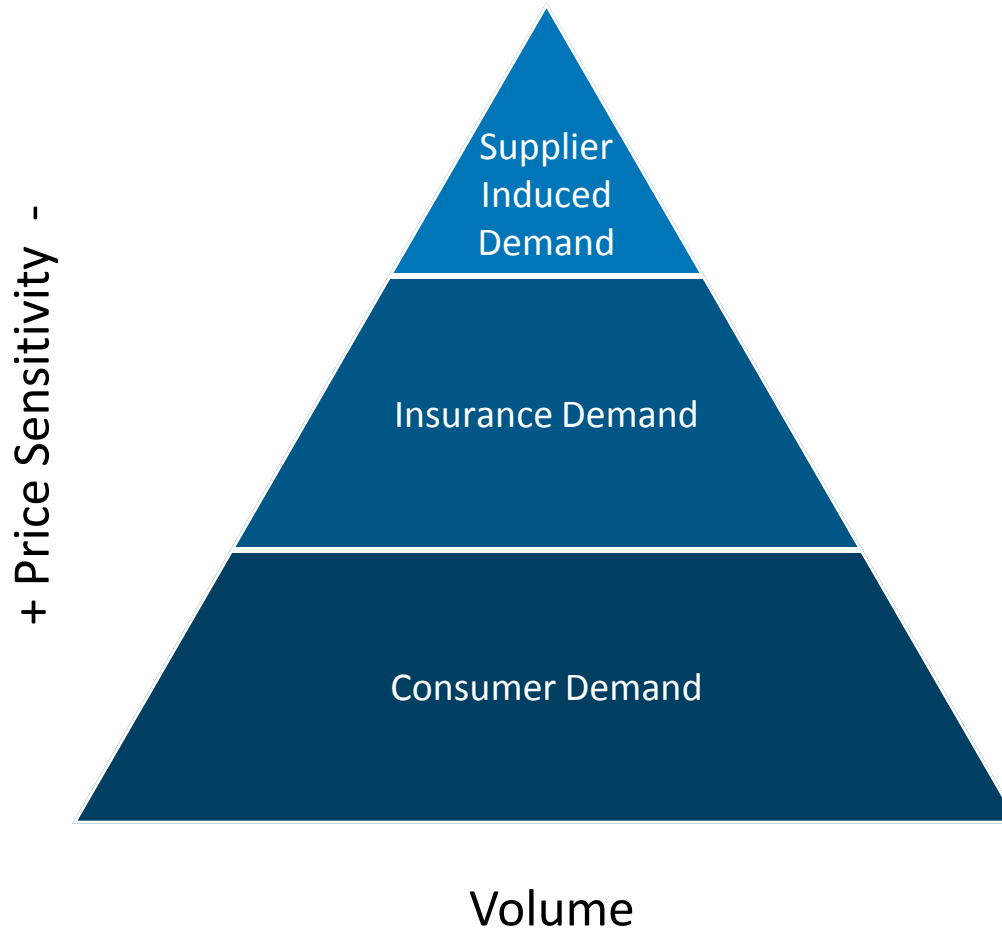 Supplier
Induced
Demand
Insurance Demand
Consumer Demand
+ Price Sensitivity -
Volume